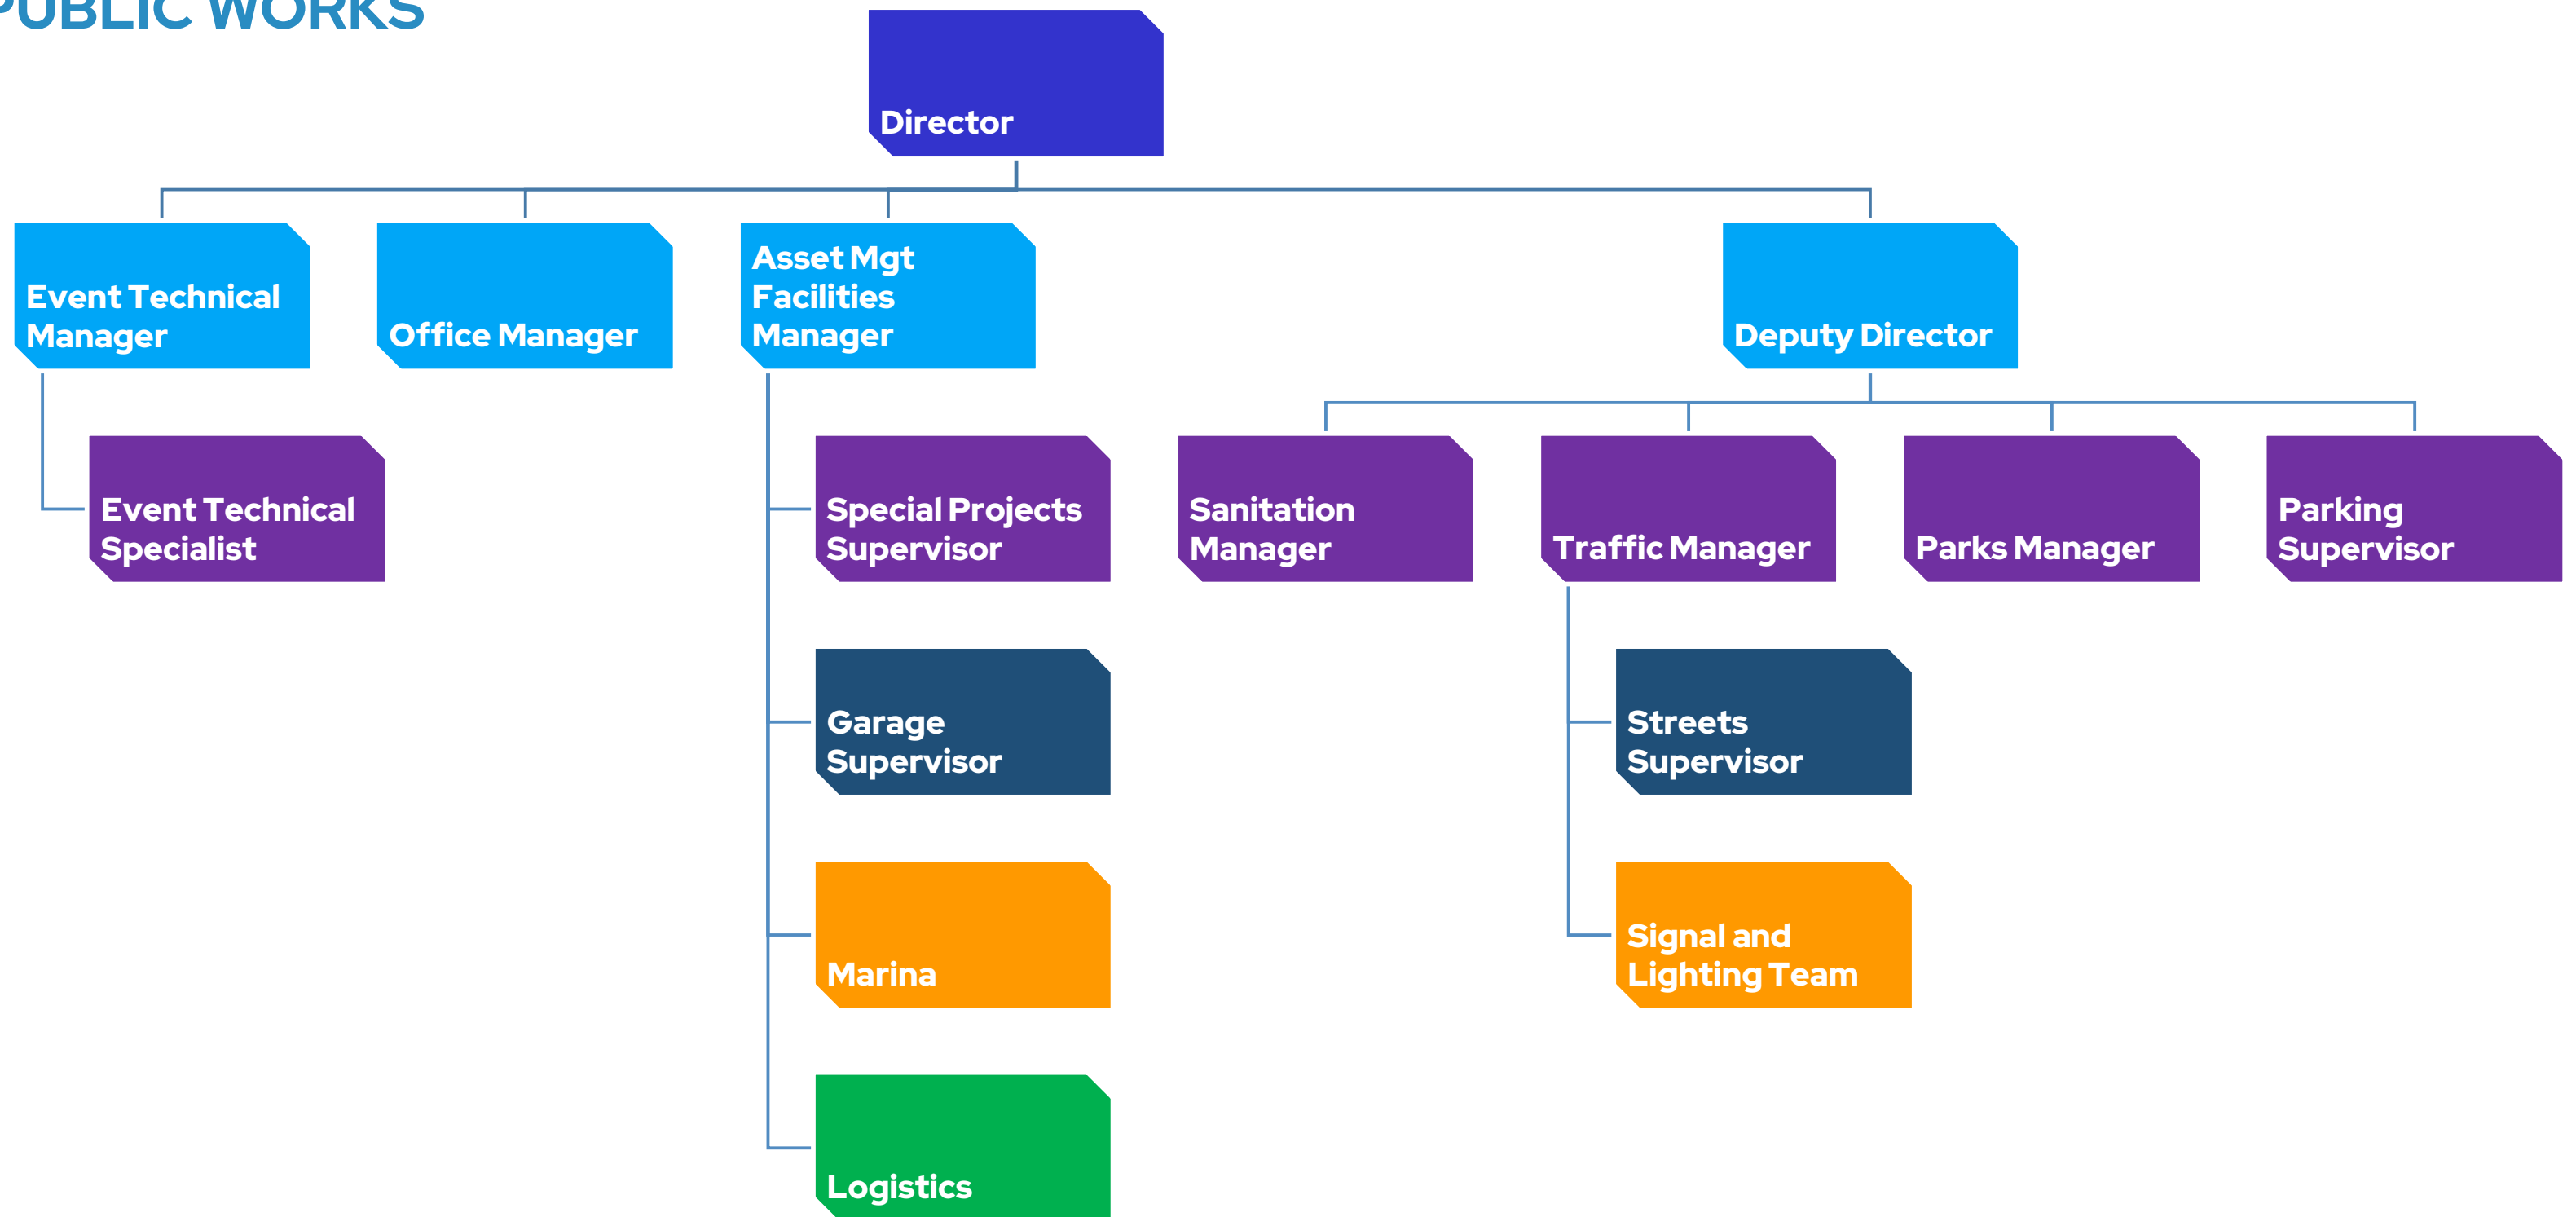 PUBLIC WORKS
Director
Event Technical
Manager
Office Manager
Asset Mgt
Facilities
Manager
Deputy Director
Event Technical
Specialist
Special Projects
Supervisor
Sanitation
Manager
Traffic Manager
Parks Manager
Parking
Supervisor
Garage
Supervisor
Streets
Supervisor
Marina
Signal and
Lighting Team
Logistics